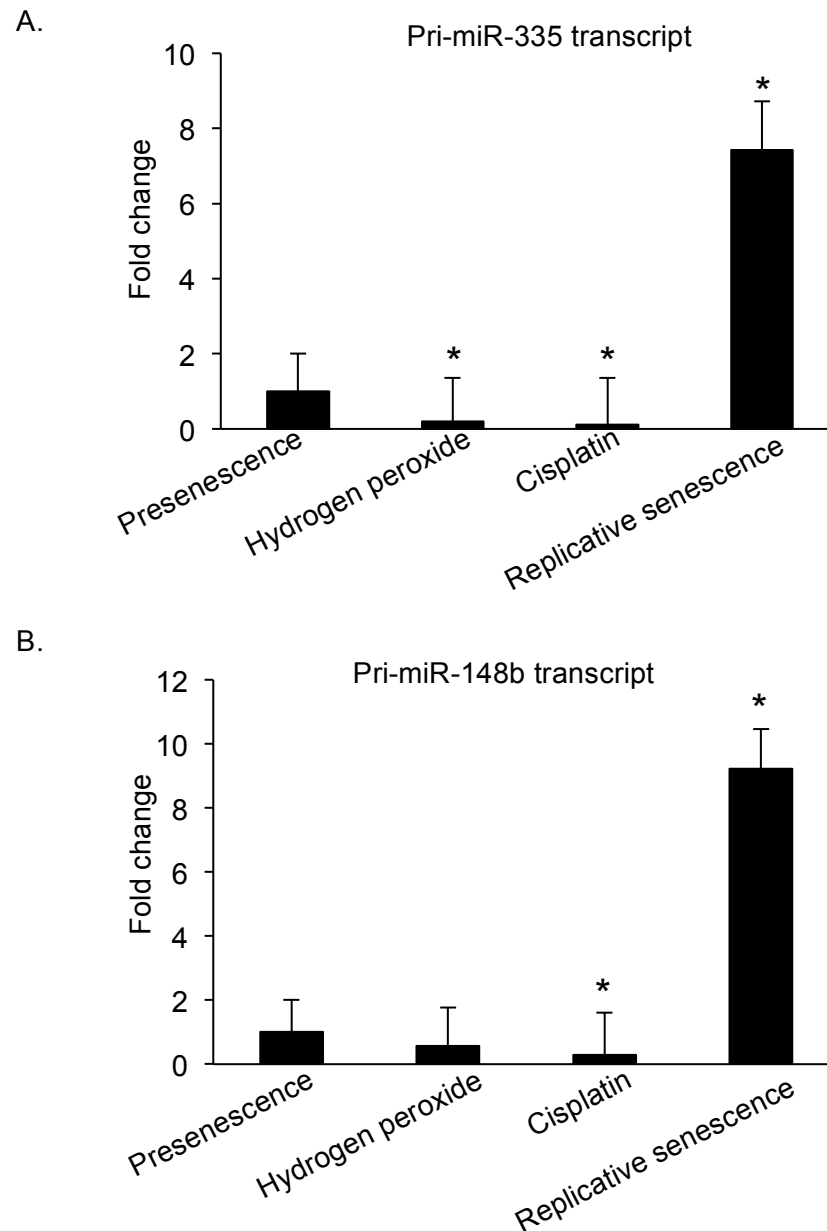 A.
Pri-miR-335 transcript
10
8
6
4
2
0
Fold change
*
*
*
Presenescence
Hydrogen peroxide
Cisplatin
Replicative senescence
B.
Pri-miR-148b transcript
12
10
8
6
4
2
0
Fold change
*
*
Presenescence
Hydrogen peroxide
Cisplatin
Replicative senescence